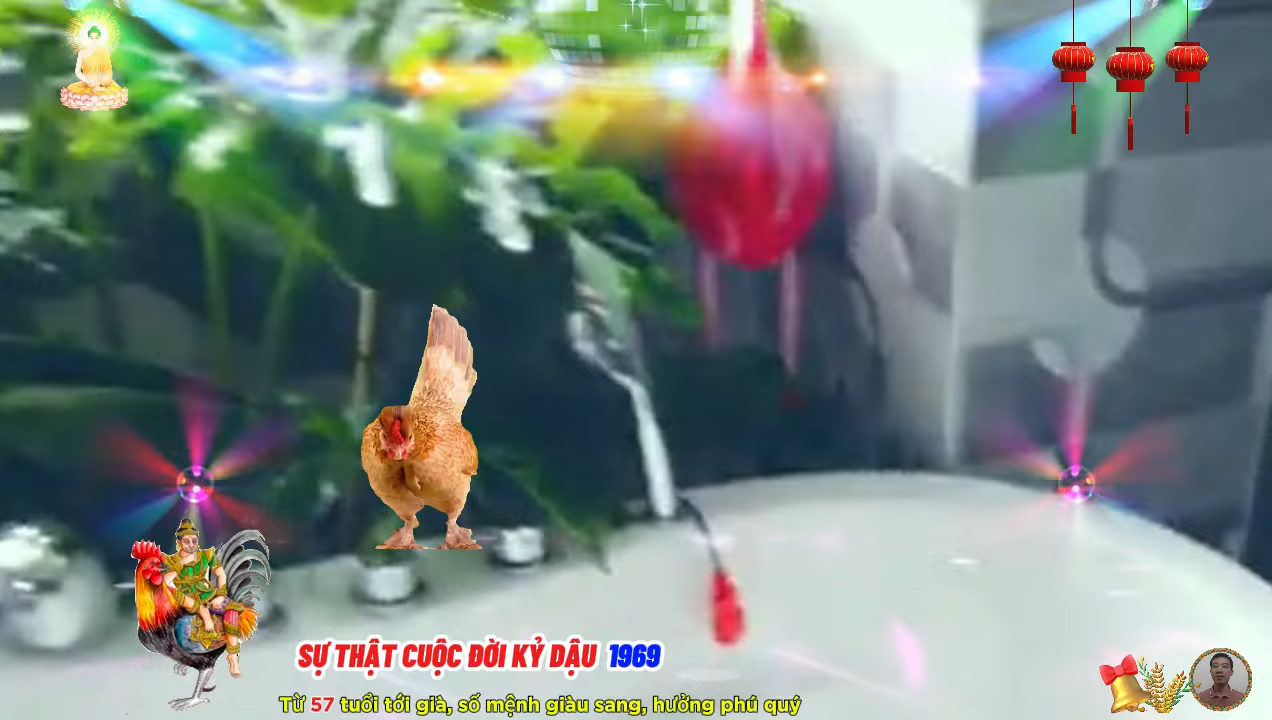 SỰ THẬT CUỘC ĐỜI KỶ DẬU 1969
Từ 57 tuổi tới già, số mệnh giàu sang, hưởng phú quý